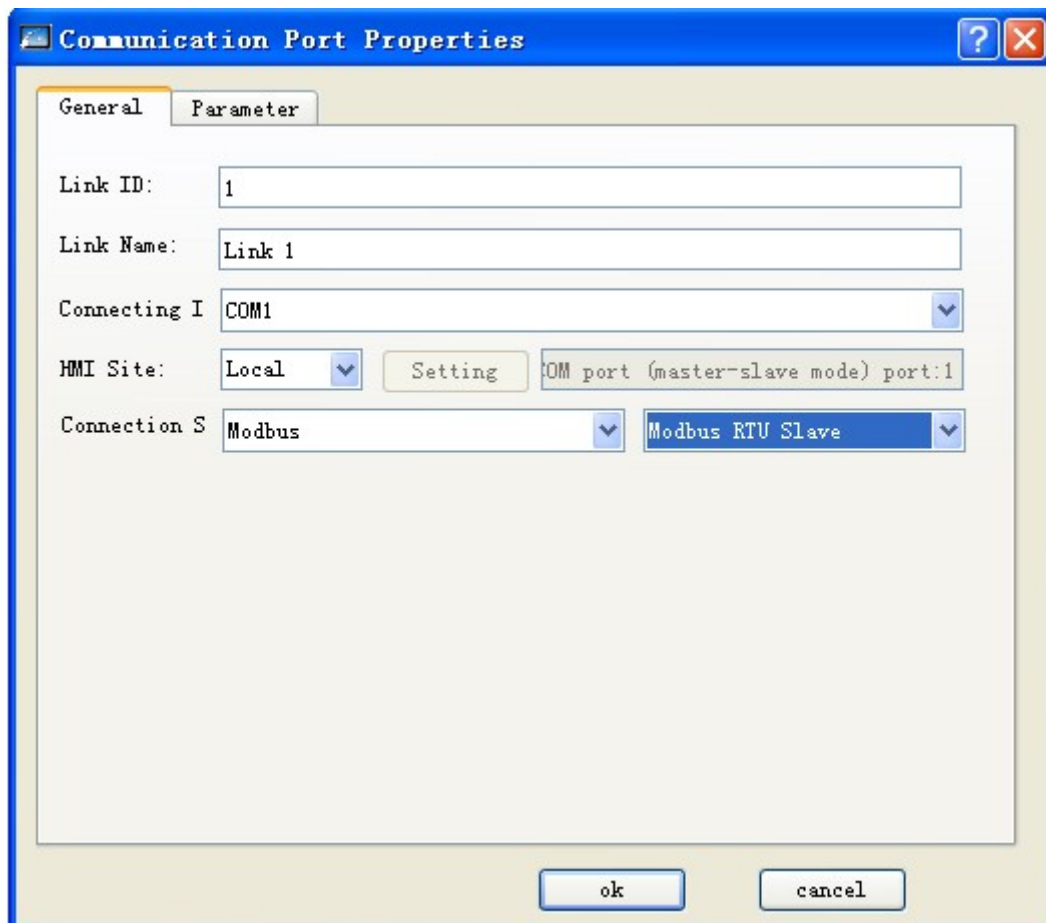 Communication Port Properties
General Parameter
Link ID: 1
Link Name: Link 1
Connecting I COM1
HMI Site: Local Setting COM port (master-slave mode) port:1
Connection S Modbus Modbus RTU Slave
ok cancel